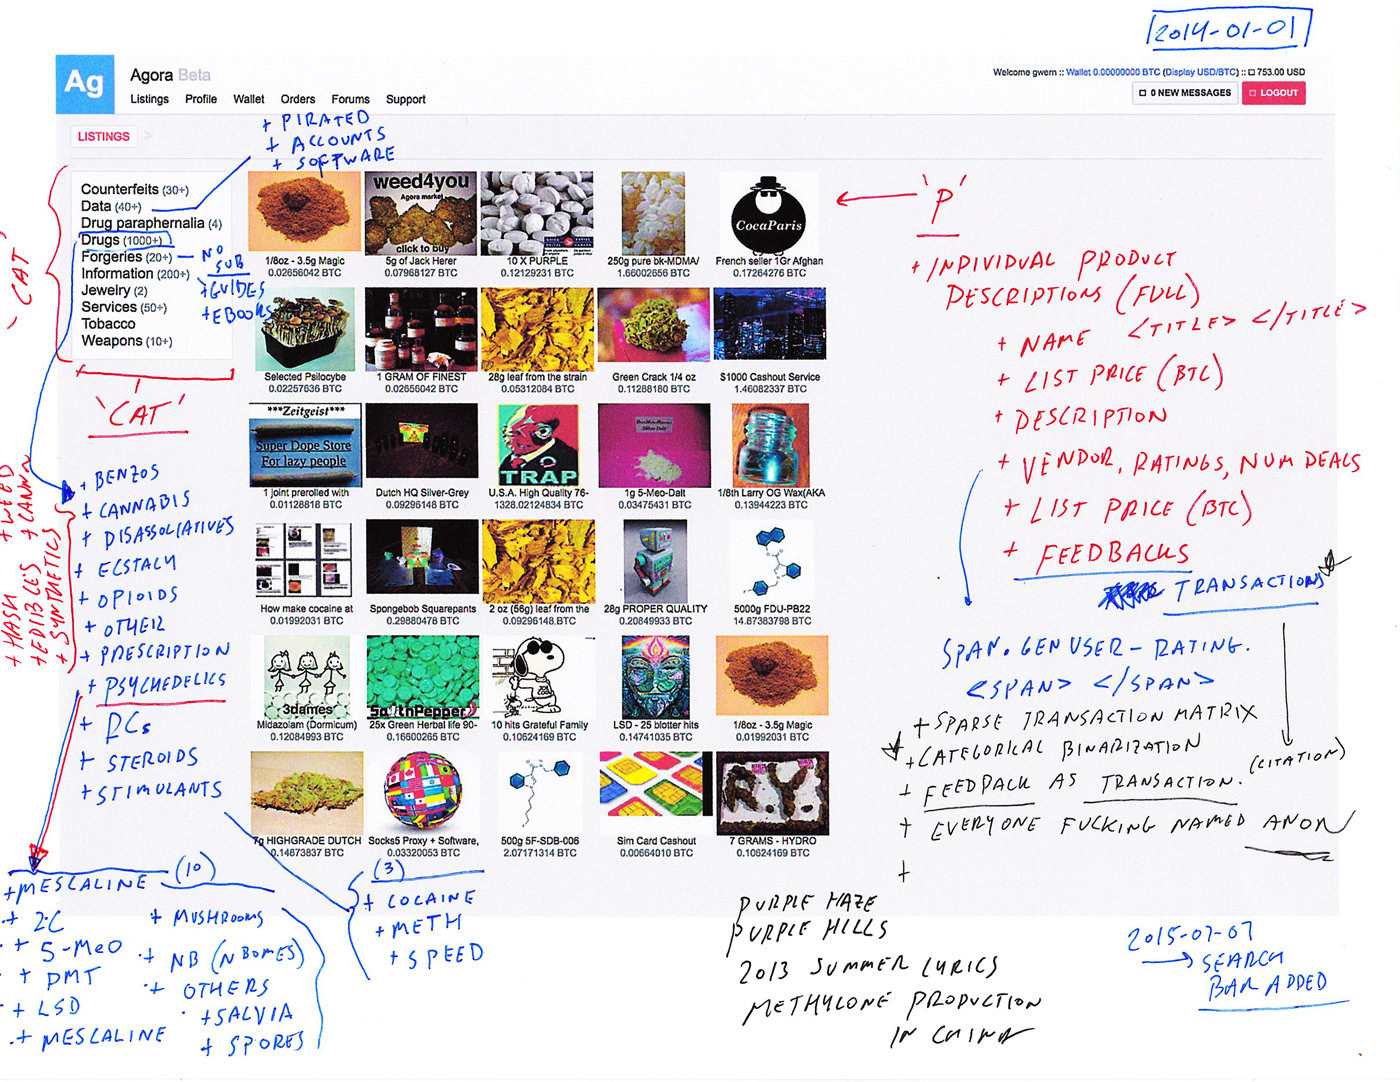 2014-01-01
Ag
Agora Beta
Welcome gwern :: Wallet 0.00000000 BTC (Display USD/BTC) :: 753.00 USD
Listings Profile Wallet Orders Forums Support
0 NEW MESSAGES LOGOUT
LISTINGS >
+ PIRATED
+ ACCOUNTS
+ SOFTWARE
Counterfeits (30+)
Data (40+)
Drug paraphernalia (4)
Drugs (1000+)
Forgeries (20+)
Information (200+)
Jewelry (2)
Services (50+)
Tobacco
Weapons (10+)
NO SUB
+ GUIDES
+ EBOOKS
CAT
'CAT'
weed4you
Agora market
click to buy
CocaParis
1/8oz - 3.5g Magic
0.02656042 BTC
5g of Jack Herer
0.07968127 BTC
10 X PURPLE
0.12129231 BTC
250g pure bk-MDMA/
1.66002656 BTC
French seller 1Gr Afghan
0.17264276 BTC
Selected Psilocybe
0.02257636 BTC
1 GRAM OF FINEST
0.02656042 BTC
28g leaf from the strain
0.05312084 BTC
Green Crack 1/4 oz
0.11288180 BTC
$1000 Cashout Service
1.46082337 BTC
***Zeitgeist***
Super Dope Store
For lazy people
TRAP
1 joint prerolled with
0.01128818 BTC
Dutch HQ Silver-Grey
0.09296148 BTC
U.S.A. High Quality 76-
1328.02124834 BTC
1g 5-Meo-Dalt
0.03475431 BTC
1/8th Larry OG Wax(AKA
0.13944223 BTC
How make cocaine at
0.01992031 BTC
Spongebob Squarepants
0.29880478 BTC
2 oz (56g) leaf from the
0.09296148 BTC
28g PROPER QUALITY
0.20849933 BTC
5000g FDU-PB22
14.87383798 BTC
3dames
SouthPepper
Midazolam (Dormicum)
0.12084993 BTC
25x Green Herbal life 90-
0.16600265 BTC
10 hits Grateful Family
0.10624169 BTC
LSD - 25 blotter hits
0.14741035 BTC
1/8oz - 3.5g Magic
0.01992031 BTC
R.Y.
7g HIGHGRADE DUTCH
0.14873837 BTC
Socks5 Proxy + Software,
0.03320053 BTC
500g 5F-SDB-006
2.07171314 BTC
Sim Card Cashout
0.00664010 BTC
7 GRAMS - HYDRO
0.10624169 BTC
+ BENZOS
+ CANNABIS
+ DISASSOCIATIVES
+ ECSTACY
+ OPIOIDS
+ OTHER
+ PRESCRIPTION
+ PSYCHEDELICS
+ RCs
+ STEROIDS
+ STIMULANTS
+ WEED
+ HASH
+ EDIBLES
+ SYNTHETICS
+ MESCALINE (10)
+ 2C
+ 5-MeO
+ DMT
+ LSD
+ MESCALINE
+ MUSHROOMS
+ NB (NBOMES)
+ OTHERS
+ SALVIA
+ SPORES
(3)
+ COCAINE
+ METH
+ SPEED
'P'
+ INDIVIDUAL PRODUCT
DESCRIPTIONS (FULL)
+ NAME <TITLE> </TITLE>
+ LIST PRICE (BTC)
+ DESCRIPTION
+ VENDOR, RATINGS, NUM DEALS
+ LIST PRICE (BTC)
+ FEEDBACKS
TRANSACTIONS
SPAN.GENUSER-RATING.
<SPAN> </SPAN>
+ SPARSE TRANSACTION MATRIX
+ CATEGORICAL BINARIZATION
+ FEEDBACK AS TRANSACTION. (CITATION)
+ EVERYONE FUCKING NAMED ANON
+
PURPLE HAZE
PURPLE HILLS
2013 SUMMER LYRICS
METHYLONE PRODUCTION
IN CHINA
2015-07-07
SEARCH
BAR ADDED